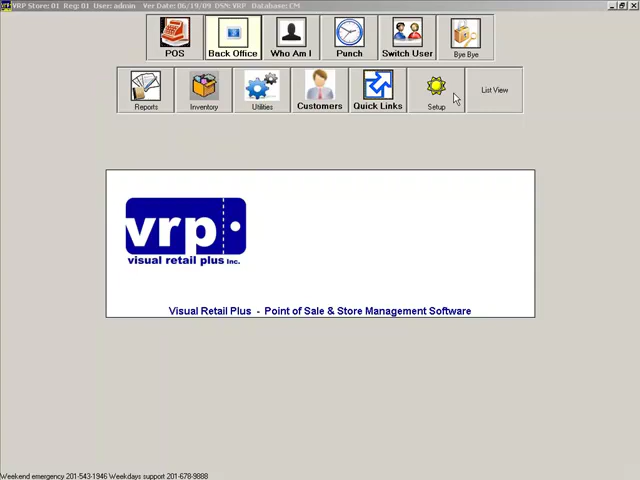 VRP Store: 01 Reg: 01 User: admin Ver Date: 06/19/09 DSN: VRP Database: CM
POS
Back Office
Who Am I
Punch
Switch User
Bye Bye
Reports
Inventory
Utilities
Customers
Quick Links
Setup
List View
vrp
visual retail plus Inc.
Visual Retail Plus - Point of Sale & Store Management Software
Weekend emergency 201-543-1946 Weekdays support 201-678-9888